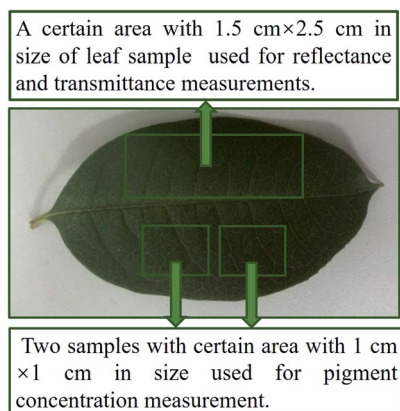 A certain area with 1.5 cm×2.5 cm in
size of leaf sample used for reflectance
and transmittance measurements.
Two samples with certain area with 1 cm
×1 cm in size used for pigment
concentration measurement.